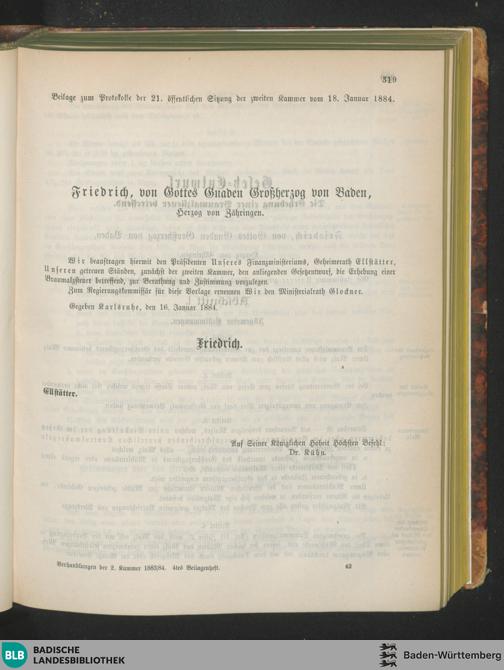 319
Beilage zum Protokolle der 21. öffentlichen Sitzung der zweiten Kammer vom 18. Januar 1884.
Friedrich, von Gottes Gnaden Großherzog von Baden,
Herzog von Zähringen.
Wir beauftragen hiermit den Präsidenten Unseres Finanzministeriums, Geheimerath Ellstätter,
Unseren getreuen Ständen, zunächst der zweiten Kammer, den anliegenden Gesetzentwurf, die Erhebung einer
Braumalzsteuer betreffend, zur Berathung und Zustimmung vorzulegen.
Zum Regierungskommissär für diese Vorlage ernennen Wir den Ministerialrath Glockner.
Gegeben Karlsruhe, den 16. Januar 1884.
Friedrich.
Ellstätter.
Auf Seiner Königlichen Hoheit Höchsten Befehl:
Dr. Kühn.
Verhandlungen der 2. Kammer 1883/84. 4tes Beilagenheft.
42
BLB BADISCHE
LANDESBIBLIOTHEK
Baden-Württemberg